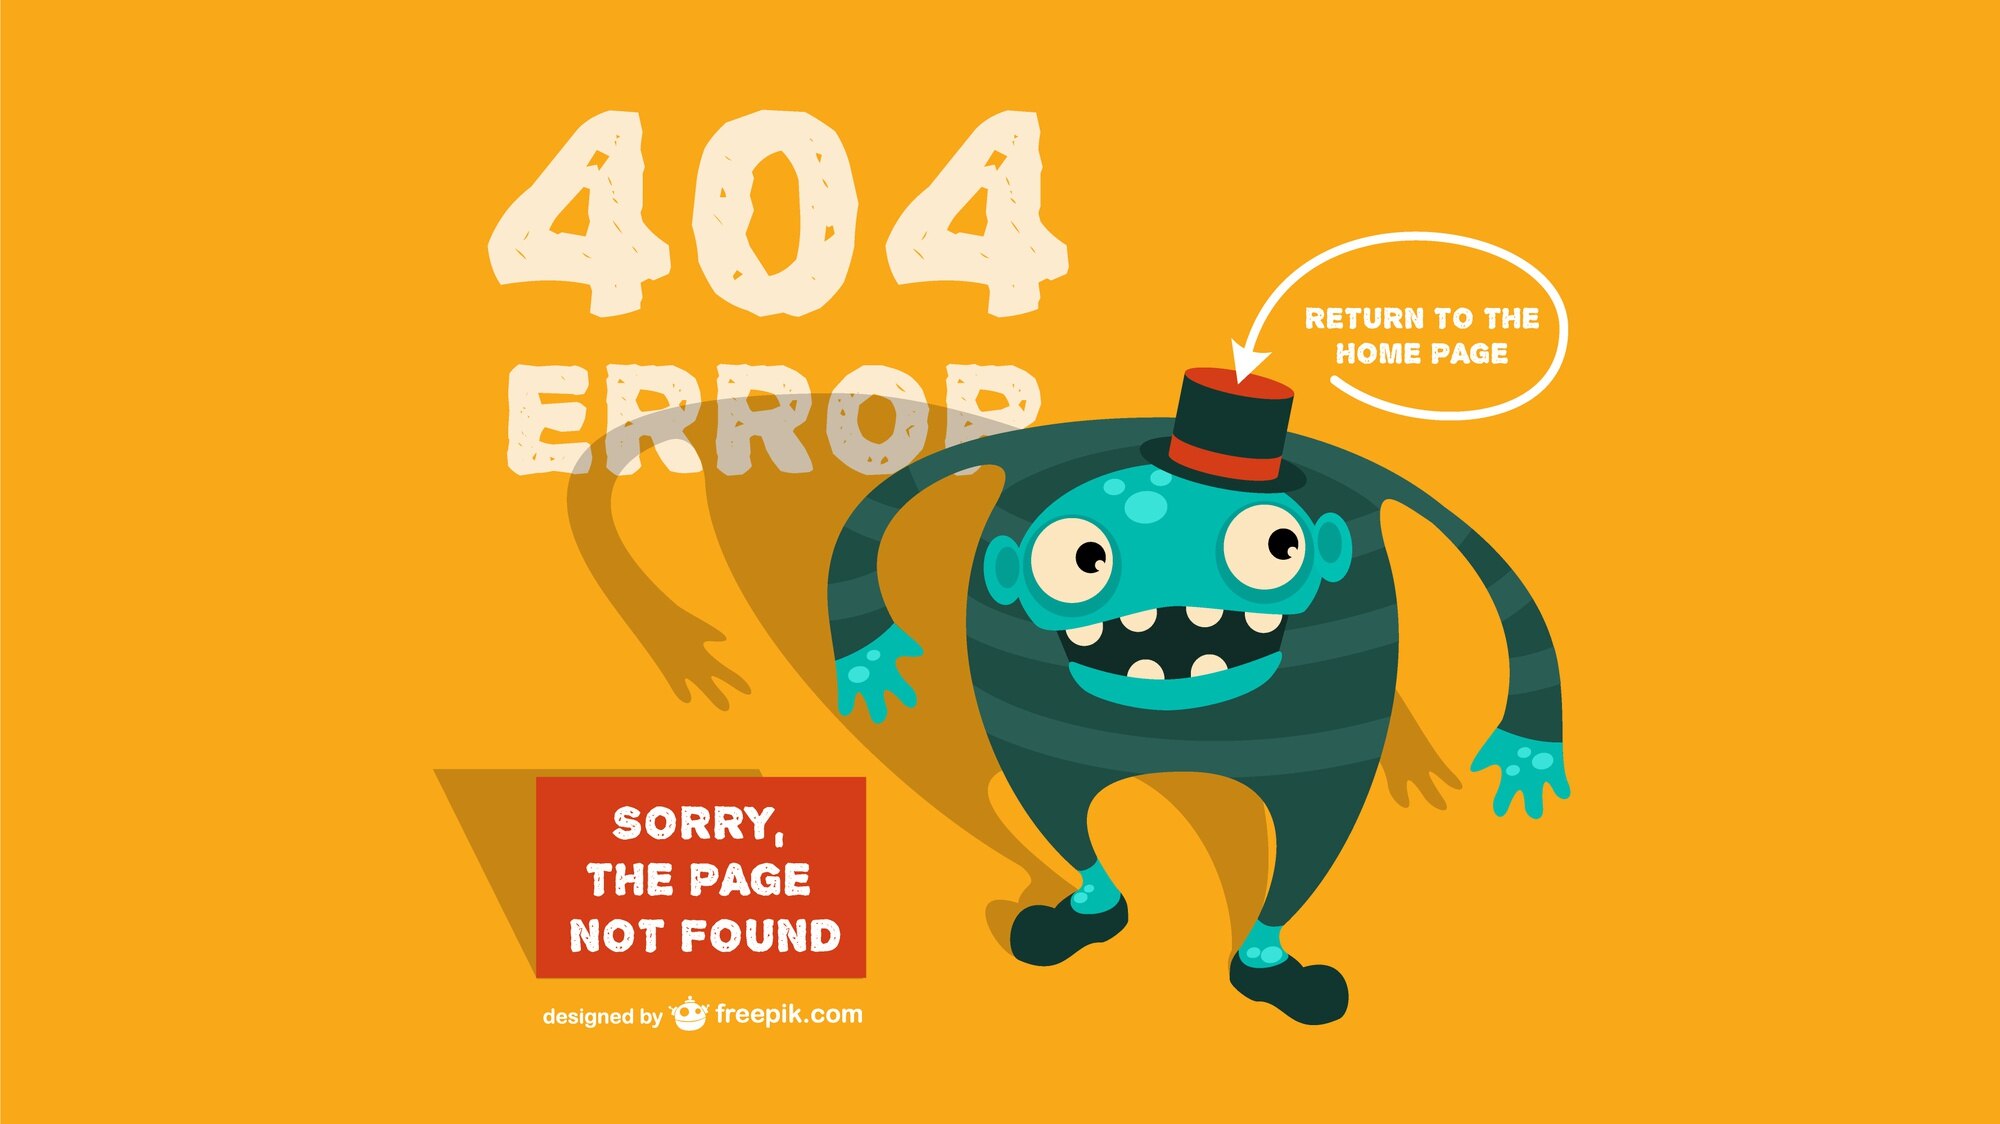 404
ERROR
RETURN TO THE
HOME PAGE
SORRY,
THE PAGE
NOT FOUND
designed by freepik.com